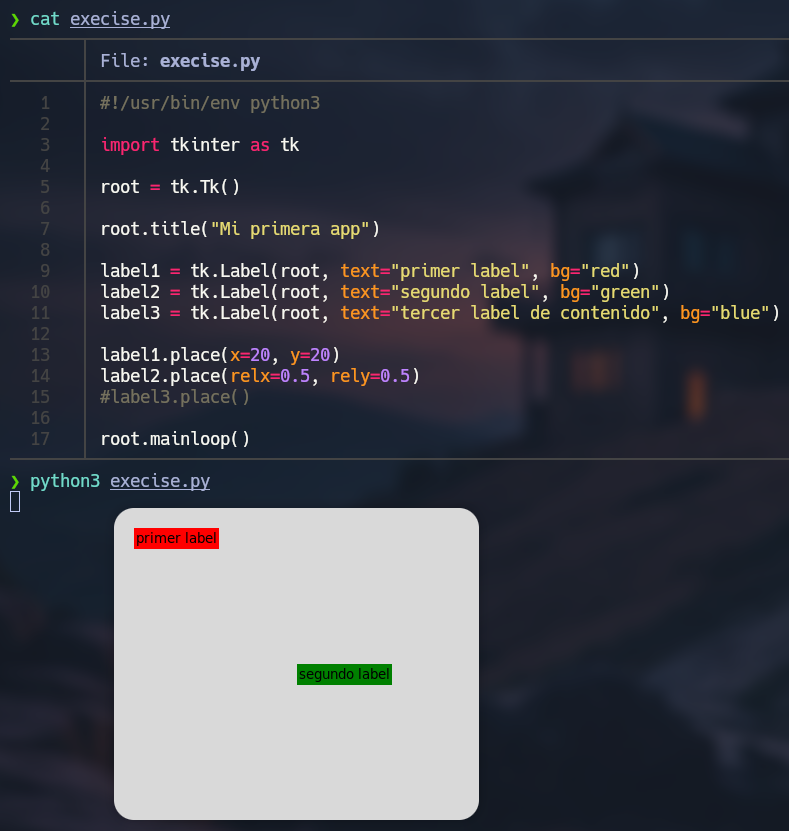 ❯ cat execise.py
File: execise.py
1 #!/usr/bin/env python3
2
3 import tkinter as tk
4
5 root = tk.Tk()
6
7 root.title("Mi primera app")
8
9 label1 = tk.Label(root, text="primer label", bg="red")
10 label2 = tk.Label(root, text="segundo label", bg="green")
11 label3 = tk.Label(root, text="tercer label de contenido", bg="blue")
12
13 label1.place(x=20, y=20)
14 label2.place(relx=0.5, rely=0.5)
15 #label3.place()
16
17 root.mainloop()
❯ python3 execise.py
primer label
segundo label